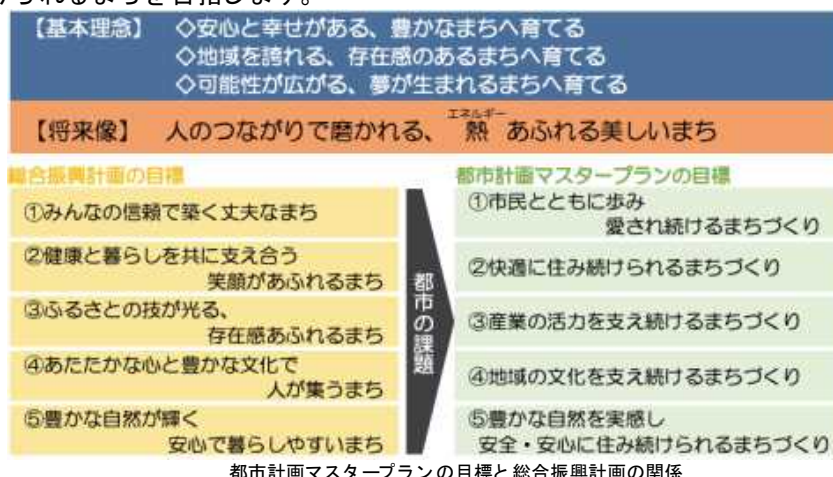 られるまちを目指します。
【基本理念】 ◇安心と幸せがある、豊かなまちへ育てる
◇地域を誇れる、存在感のあるまちへ育てる
◇可能性が広がる、夢が生まれるまちへ育てる
エネルギー
【将来像】 人のつながりで磨かれる、 熱 あふれる美しいまち
総合振興計画の目標
①みんなの信頼で築く丈夫なまち
②健康と暮らしを共に支え合う
笑顔があふれるまち
③ふるさとの技が光る、
存在感あふれるまち
④あたたかな心と豊かな文化で
人が集うまち
⑤豊かな自然が輝く
安心で暮らしやすいまち
都市の課題
都市計画マスタープランの目標
①市民とともに歩み
愛され続けるまちづくり
②快適に住み続けられるまちづくり
③産業の活力を支え続けるまちづくり
④地域の文化を支え続けるまちづくり
⑤豊かな自然を実感し
安全・安心に住み続けられるまちづくり
都市計画マスタープランの目標と総合振興計画の関係